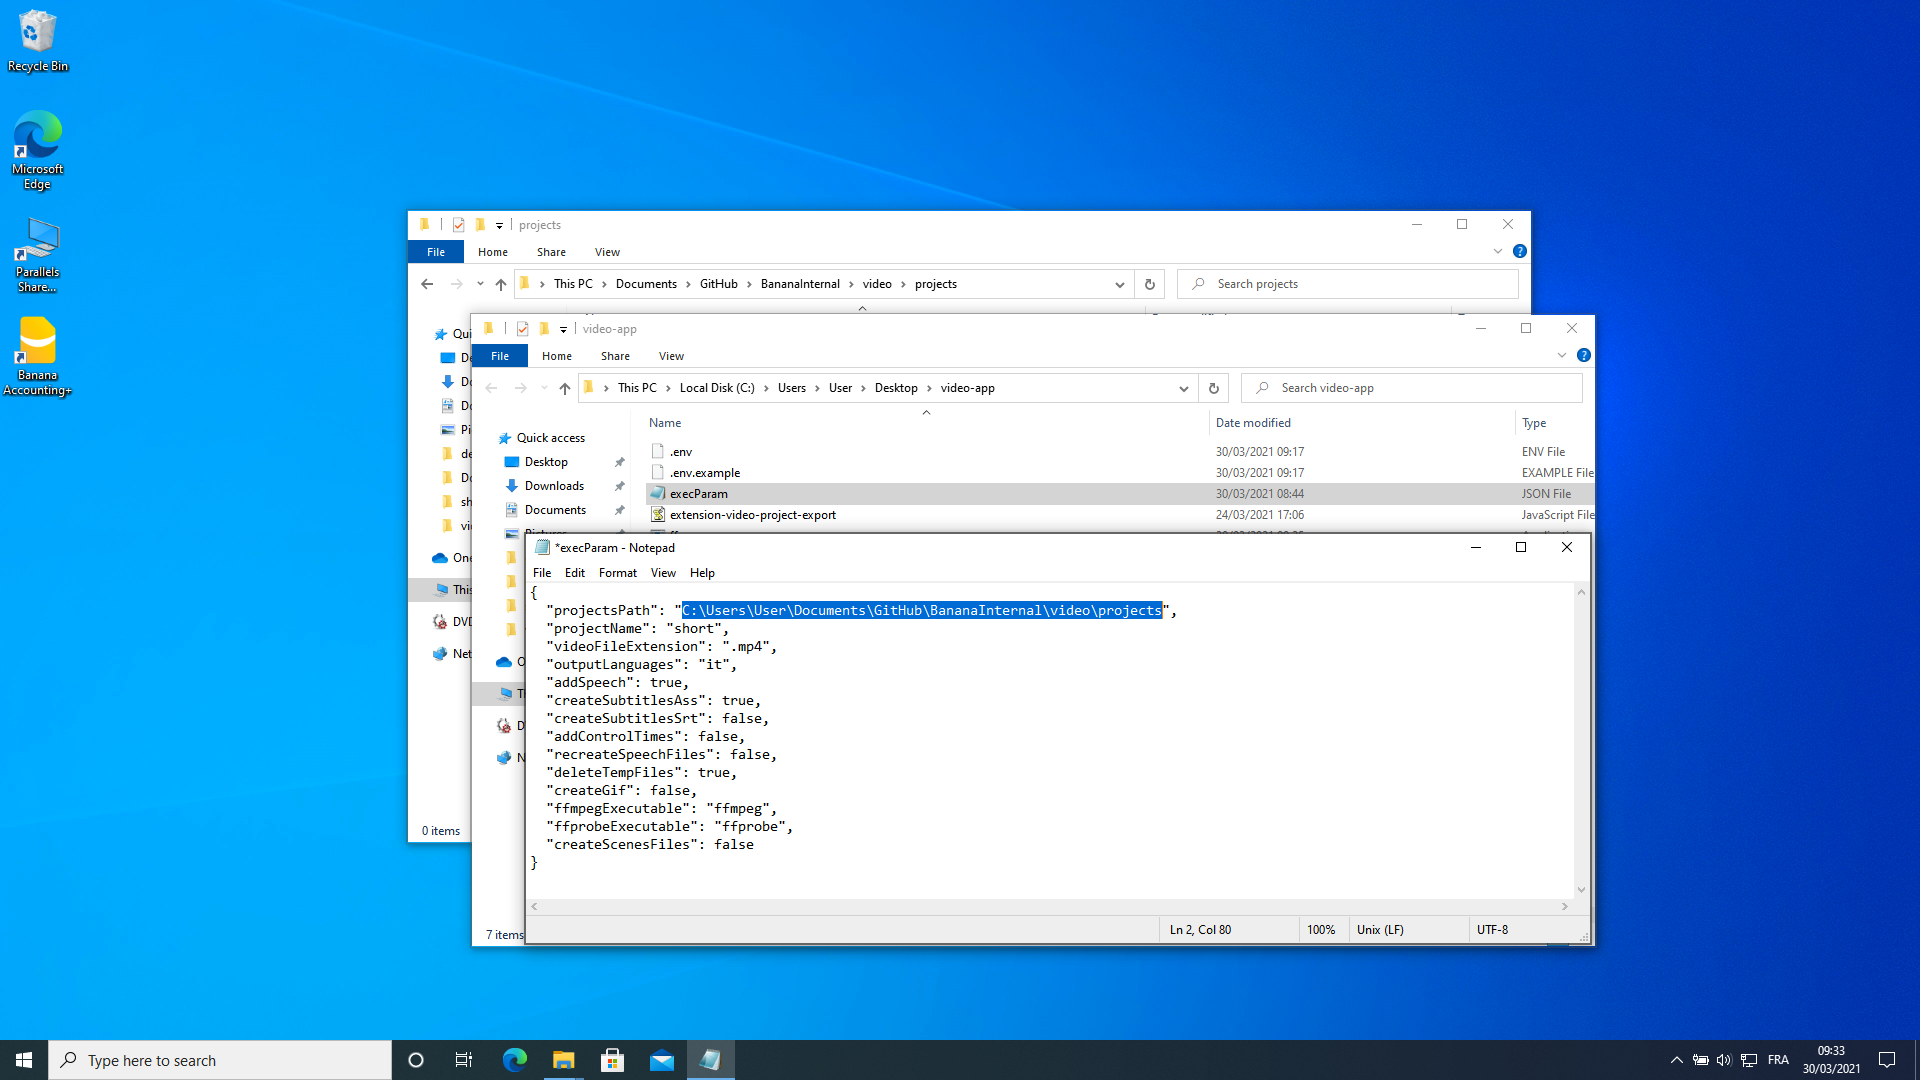 Recycle Bin
Microsoft
Edge
Parallels
Share...
Banana
Accounting+
projects
File Home Share View
This PC Documents GitHub BananaInternal video projects
Search projects
Qui
De
Do
Do
Pi
de
Do
sh
vi
One
This
DVD
Net
0 items
video-app
File Home Share View
This PC Local Disk (C:) Users User Desktop video-app
Search video-app
Name Date modified Type
Quick access
Desktop
Downloads
Documents
.env 30/03/2021 09:17 ENV File
.env.example 30/03/2021 09:17 EXAMPLE File
execParam 30/03/2021 08:44 JSON File
extension-video-project-export 24/03/2021 17:06 JavaScript File
O
Th
D
N
7 items
*execParam - Notepad
File Edit Format View Help
{
"projectsPath": "C:\Users\User\Documents\GitHub\BananaInternal\video\projects",
"projectName": "short",
"videoFileExtension": ".mp4",
"outputLanguages": "it",
"addSpeech": true,
"createSubtitlesAss": true,
"createSubtitlesSrt": false,
"addControlTimes": false,
"recreateSpeechFiles": false,
"deleteTempFiles": true,
"createGif": false,
"ffmpegExecutable": "ffmpeg",
"ffprobeExecutable": "ffprobe",
"createScenesFiles": false
}
Ln 2, Col 80 100% Unix (LF) UTF-8
Type here to search
FRA
09:33
30/03/2021